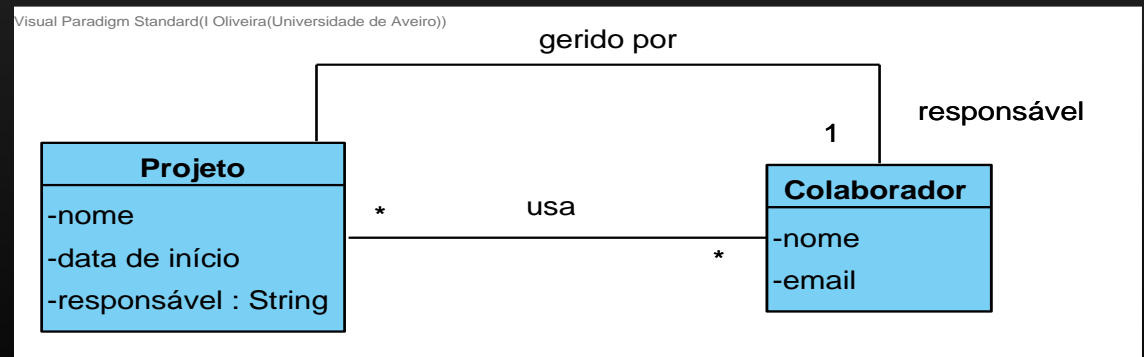 Visual Paradigm Standard(I Oliveira(Universidade de Aveiro))
gerido por
responsável
1
Projeto
-nome
-data de início
-responsável : String
*
usa
*
Colaborador
-nome
-email